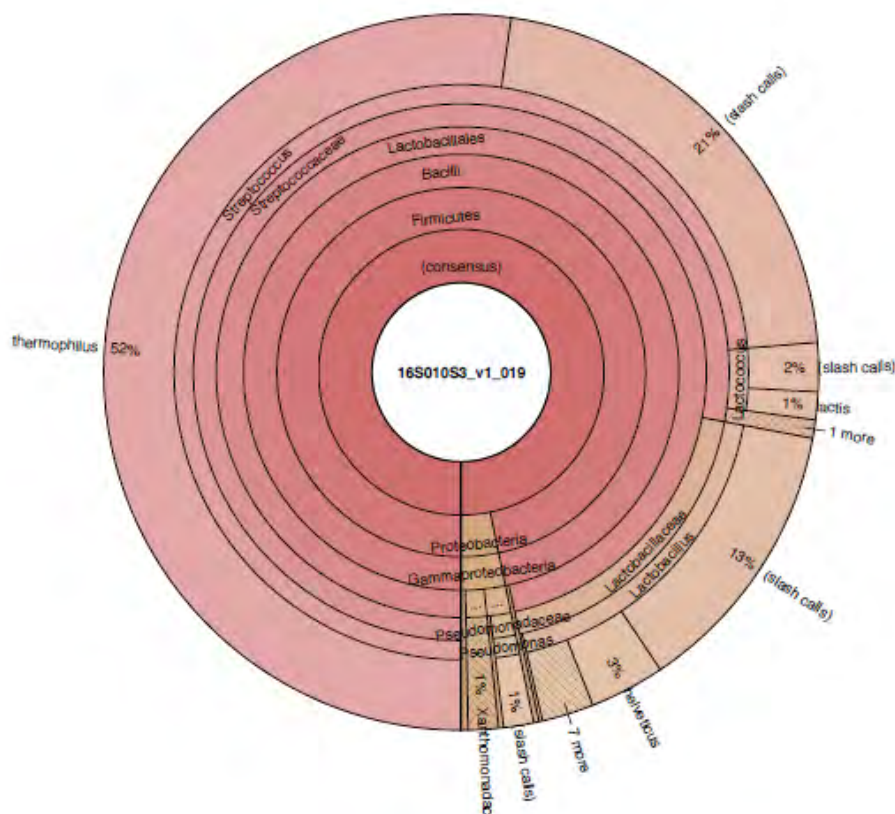 (slash calls)
21%
Lactobacillales
Streptococcus
Streptococcaceae
Bacilli
Firmicutes
(consensus)
thermophilus 52%
16S010S3_v1_019
Lactococcus
2% (slash calls)
1% lactis
1 more
Proteobacteria
Gammaproteobacteria
Lactobacillaceae
Lactobacillus
13%
(slash calls)
... ...
Pseudomonadaceae
Pseudomonas
3%
helveticus
1%
1%
Xanthomonadac
slash calls)
7 more